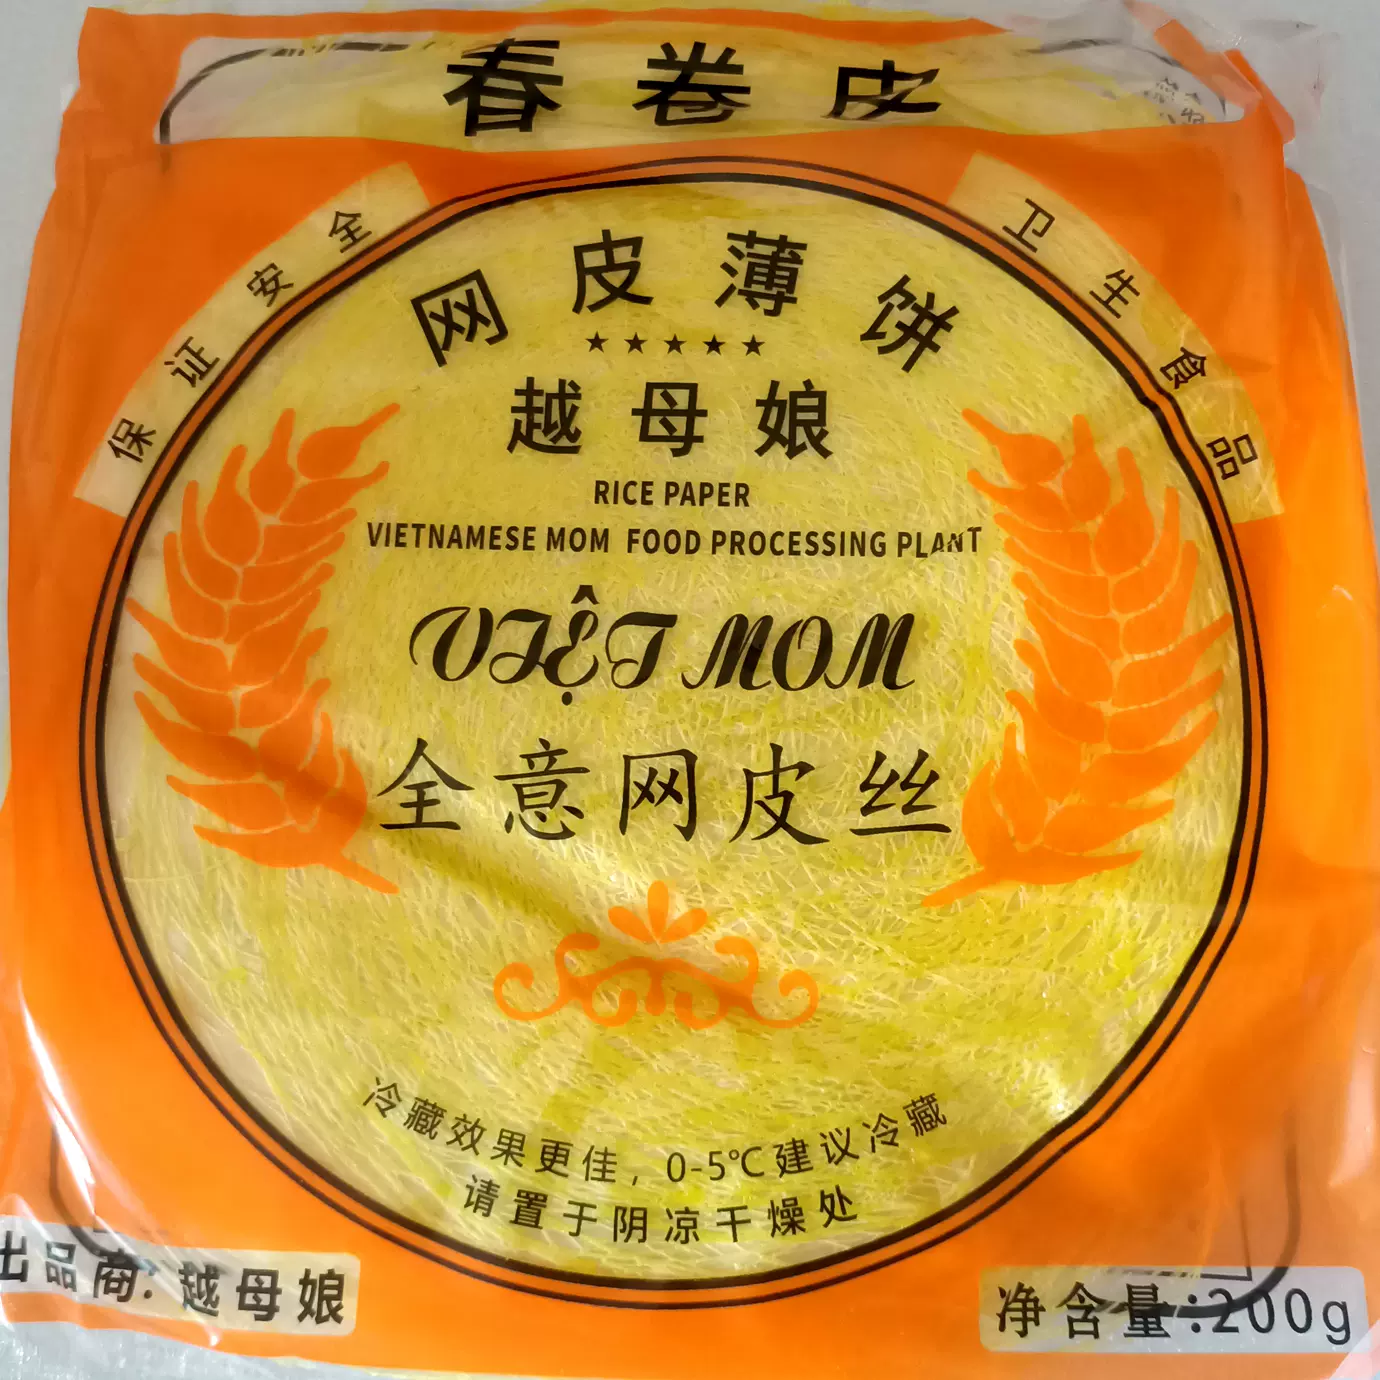 春卷皮
保证安全
卫生食品
网皮薄饼
★★★★★
越母娘
RICE PAPER
VIETNAMESE MOM FOOD PROCESSING PLANT
VIỆT MOM
全意网皮丝
冷藏效果更佳，0-5℃建议冷藏
请置于阴凉干燥处
出品商：越母娘
净含量：200g